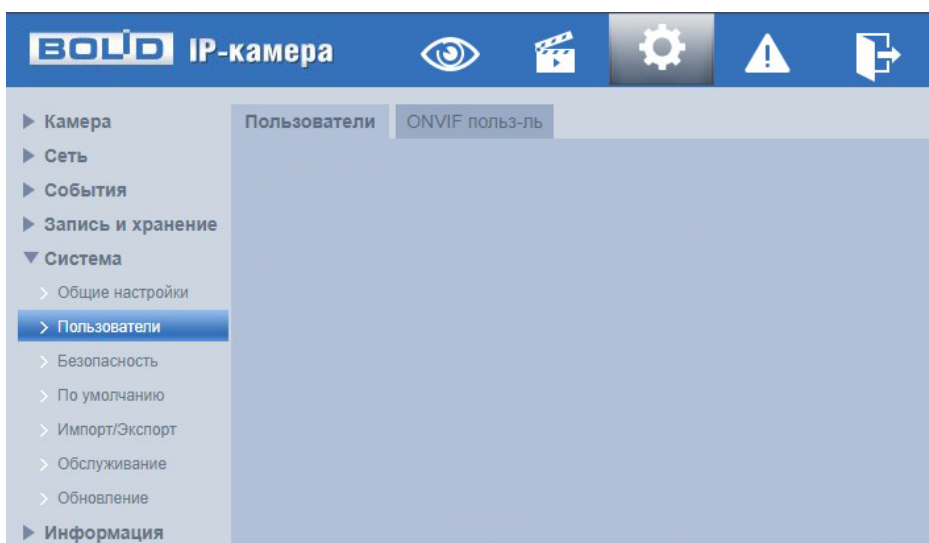 BOLID IP-камера
Камера
Сеть
События
Запись и хранение
Система
Общие настройки
Пользователи
Безопасность
По умолчанию
Импорт/Экспорт
Обслуживание
Обновление
Информация
Пользователи ONVIF польз-ль